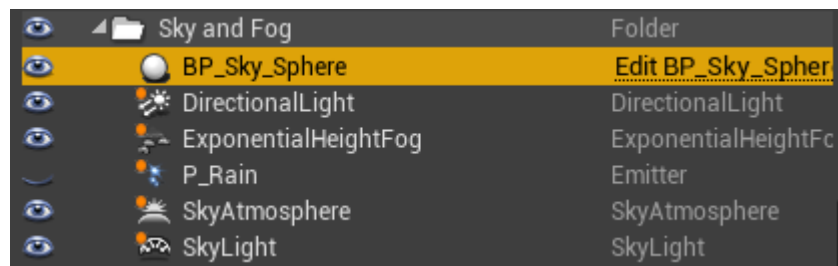 Sky and Fog Folder
BP_Sky_Sphere Edit BP_Sky_Spher
DirectionalLight DirectionalLight
ExponentialHeightFog ExponentialHeightFc
P_Rain Emitter
SkyAtmosphere SkyAtmosphere
SkyLight SkyLight